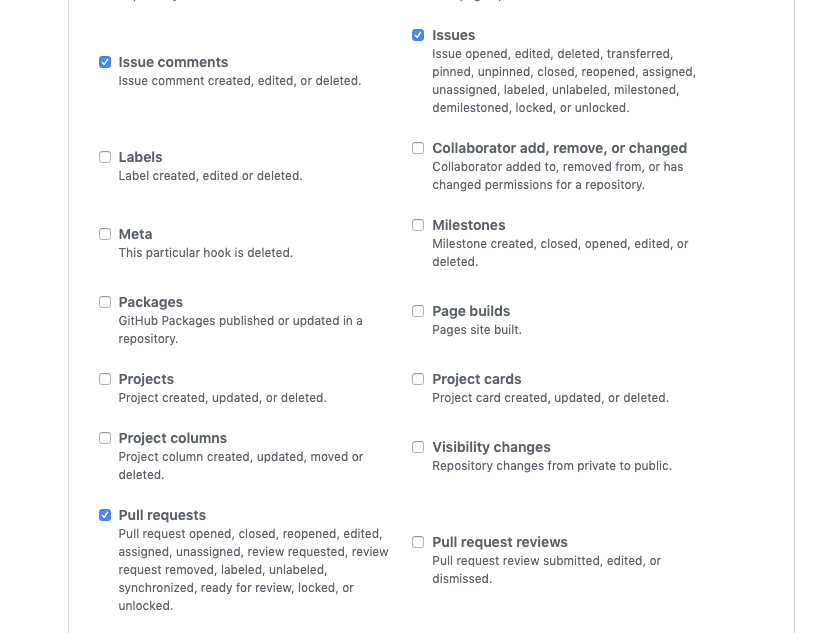 Issue comments
Issue comment created, edited, or deleted.
Issues
Issue opened, edited, deleted, transferred,
pinned, unpinned, closed, reopened, assigned,
unassigned, labeled, unlabeled, milestoned,
demilestoned, locked, or unlocked.
Labels
Label created, edited or deleted.
Collaborator add, remove, or changed
Collaborator added to, removed from, or has
changed permissions for a repository.
Meta
This particular hook is deleted.
Milestones
Milestone created, closed, opened, edited, or
deleted.
Packages
GitHub Packages published or updated in a
repository.
Page builds
Pages site built.
Projects
Project created, updated, or deleted.
Project cards
Project card created, updated, or deleted.
Project columns
Project column created, updated, moved or
deleted.
Visibility changes
Repository changes from private to public.
Pull requests
Pull request opened, closed, reopened, edited,
assigned, unassigned, review requested, review
request removed, labeled, unlabeled,
synchronized, ready for review, locked, or
unlocked.
Pull request reviews
Pull request review submitted, edited, or
dismissed.